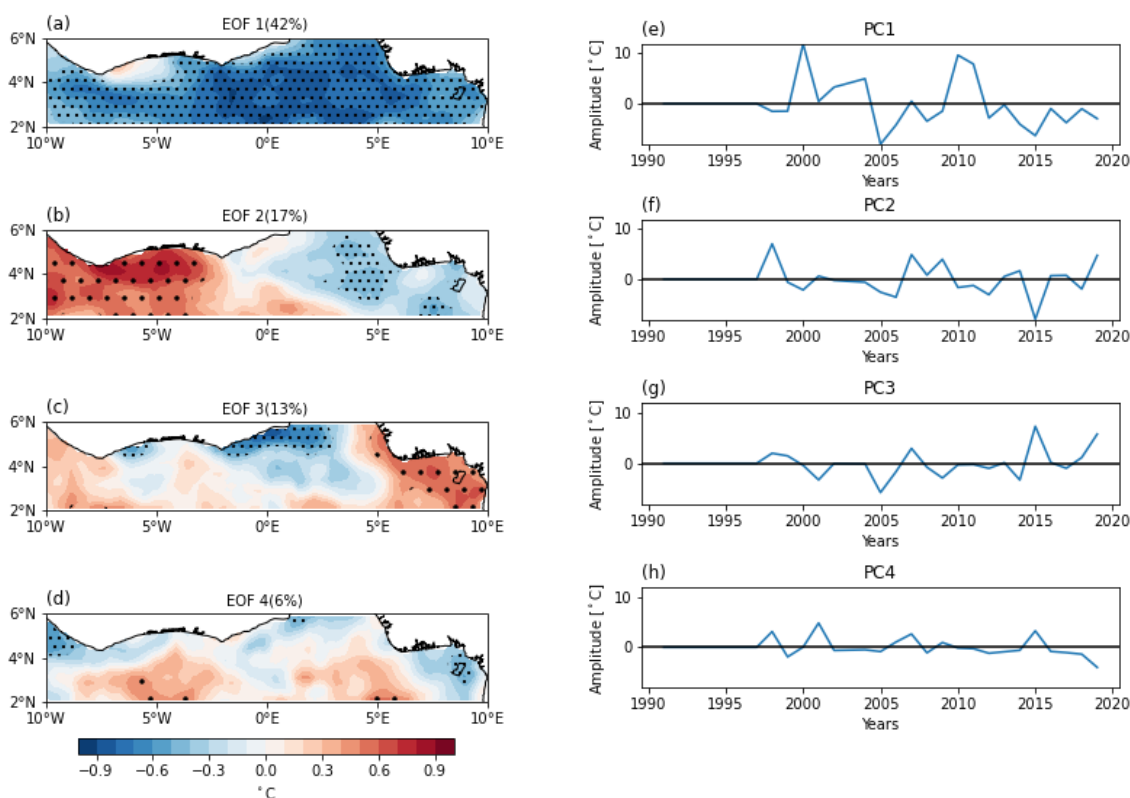 (a)
EOF 1(42%)
6°N
4°N
2°N
10°W 5°W 0°E 5°E 10°E
(b)
EOF 2(17%)
6°N
4°N
2°N
10°W 5°W 0°E 5°E 10°E
(c)
EOF 3(13%)
6°N
4°N
2°N
10°W 5°W 0°E 5°E 10°E
(d)
EOF 4(6%)
6°N
4°N
2°N
10°W 5°W 0°E 5°E 10°E
−0.9 −0.6 −0.3 0.0 0.3 0.6 0.9
˚C
(e)
PC1
Amplitude [˚C]
10
0
1990 1995 2000 2005 2010 2015 2020
Years
(f)
PC2
Amplitude [˚C]
10
0
1990 1995 2000 2005 2010 2015 2020
Years
(g)
PC3
Amplitude [˚C]
10
0
1990 1995 2000 2005 2010 2015 2020
Years
(h)
PC4
Amplitude [˚C]
10
0
1990 1995 2000 2005 2010 2015 2020
Years